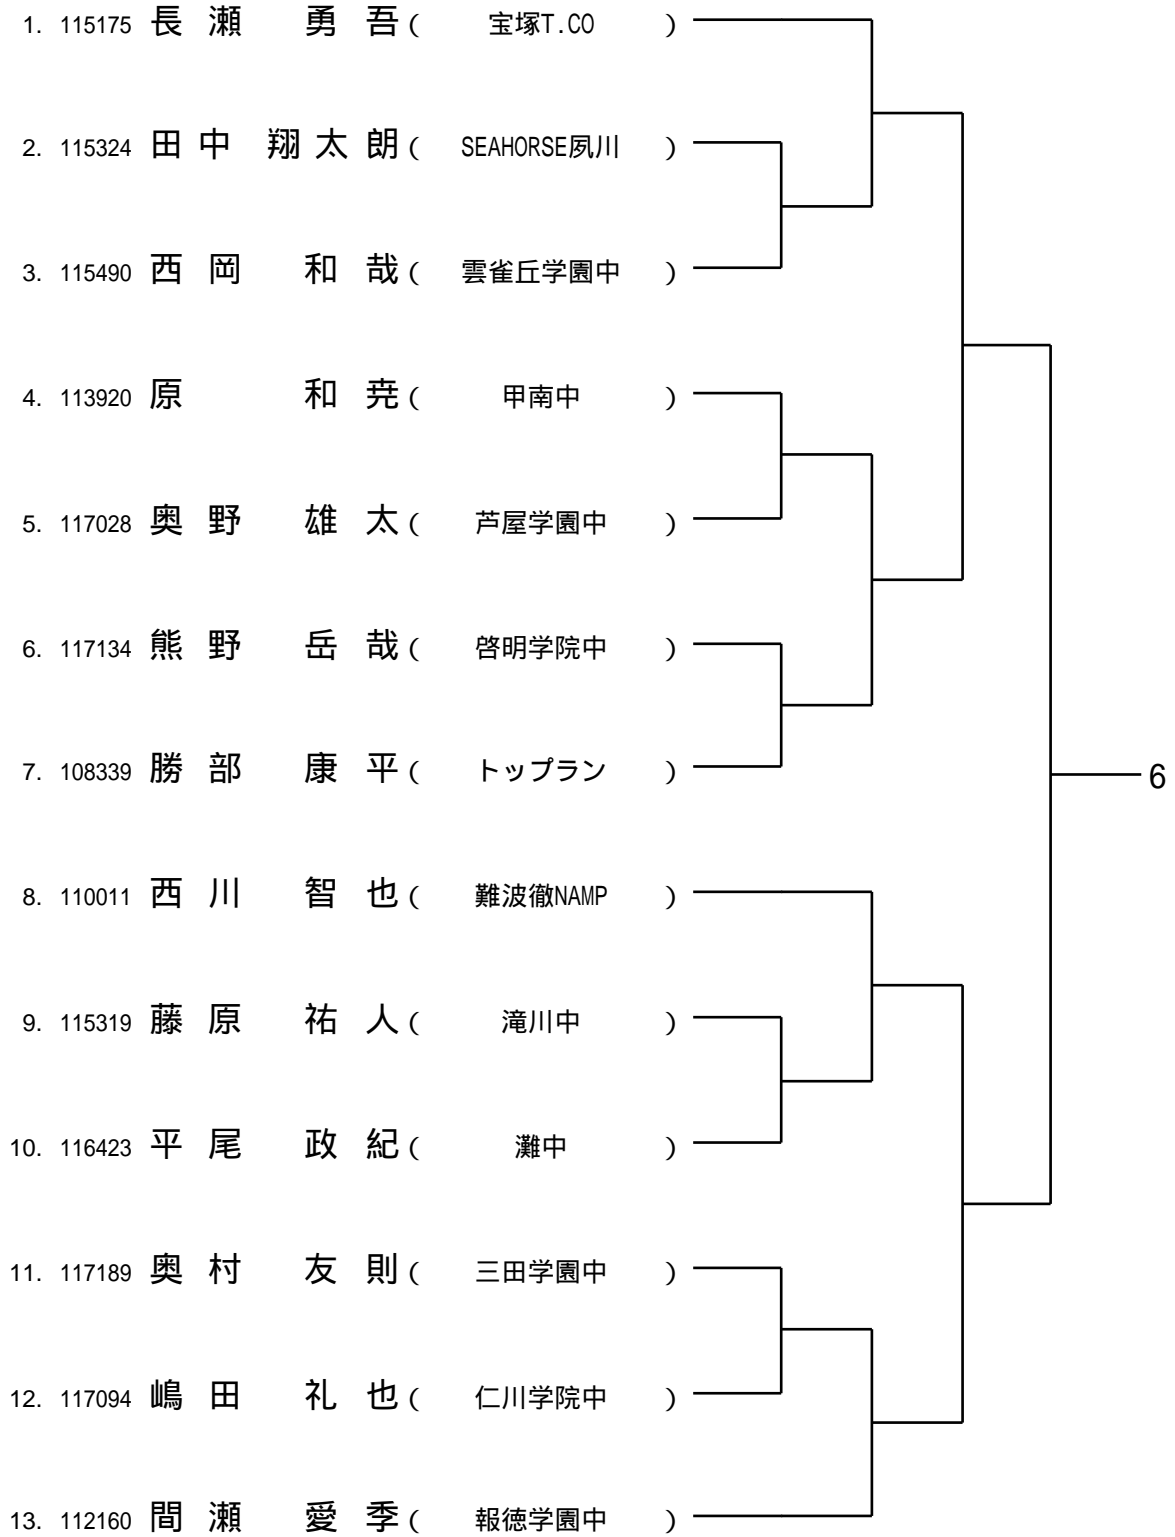 1. 115175 長瀬 勇吾 ( 宝塚T.CO )
2. 115324 田中 翔太朗 ( SEAHORSE夙川 )
3. 115490 西岡 和哉 ( 雲雀丘学園中 )
4. 113920 原 和尭 ( 甲南中 )
5. 117028 奥野 雄太 ( 芦屋学園中 )
6. 117134 熊野 岳哉 ( 啓明学院中 )
7. 108339 勝部 康平 ( トップラン )
6
8. 110011 西川 智也 ( 難波徹NAMP )
9. 115319 藤原 祐人 ( 滝川中 )
10. 116423 平尾 政紀 ( 灘中 )
11. 117189 奥村 友則 ( 三田学園中 )
12. 117094 嶋田 礼也 ( 仁川学院中 )
13. 112160 間瀬 愛季 ( 報徳学園中 )